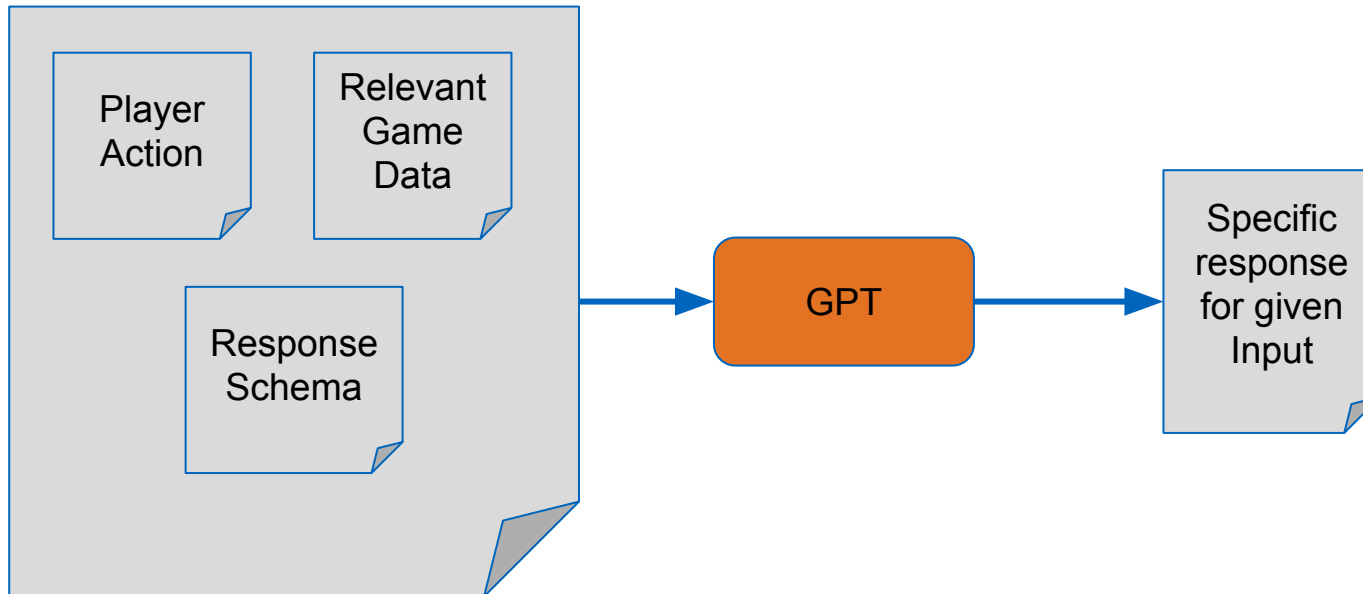 Player
Action
Relevant
Game
Data
Response
Schema
GPT
Specific
response
for given
Input